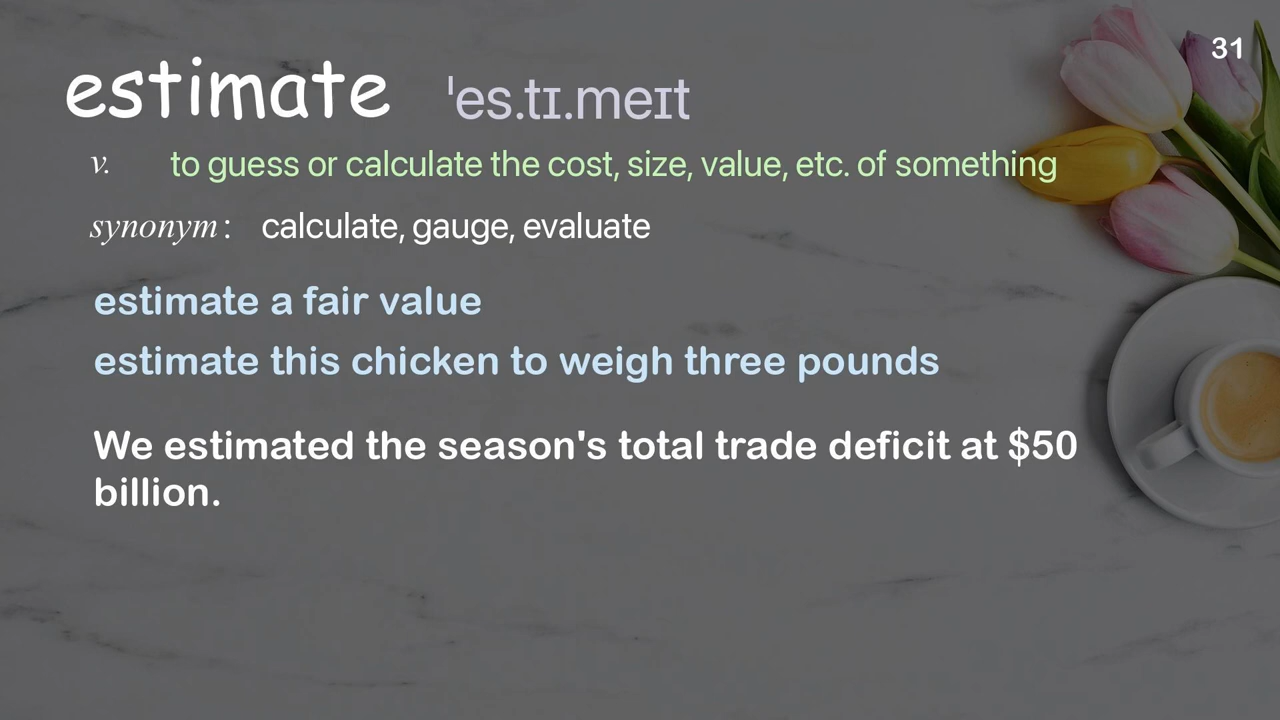 31
estimate ˈes.tɪ.meɪt
v. to guess or calculate the cost, size, value, etc. of something
synonym: calculate, gauge, evaluate
estimate a fair value
estimate this chicken to weigh three pounds
We estimated the season's total trade deficit at $50
billion.